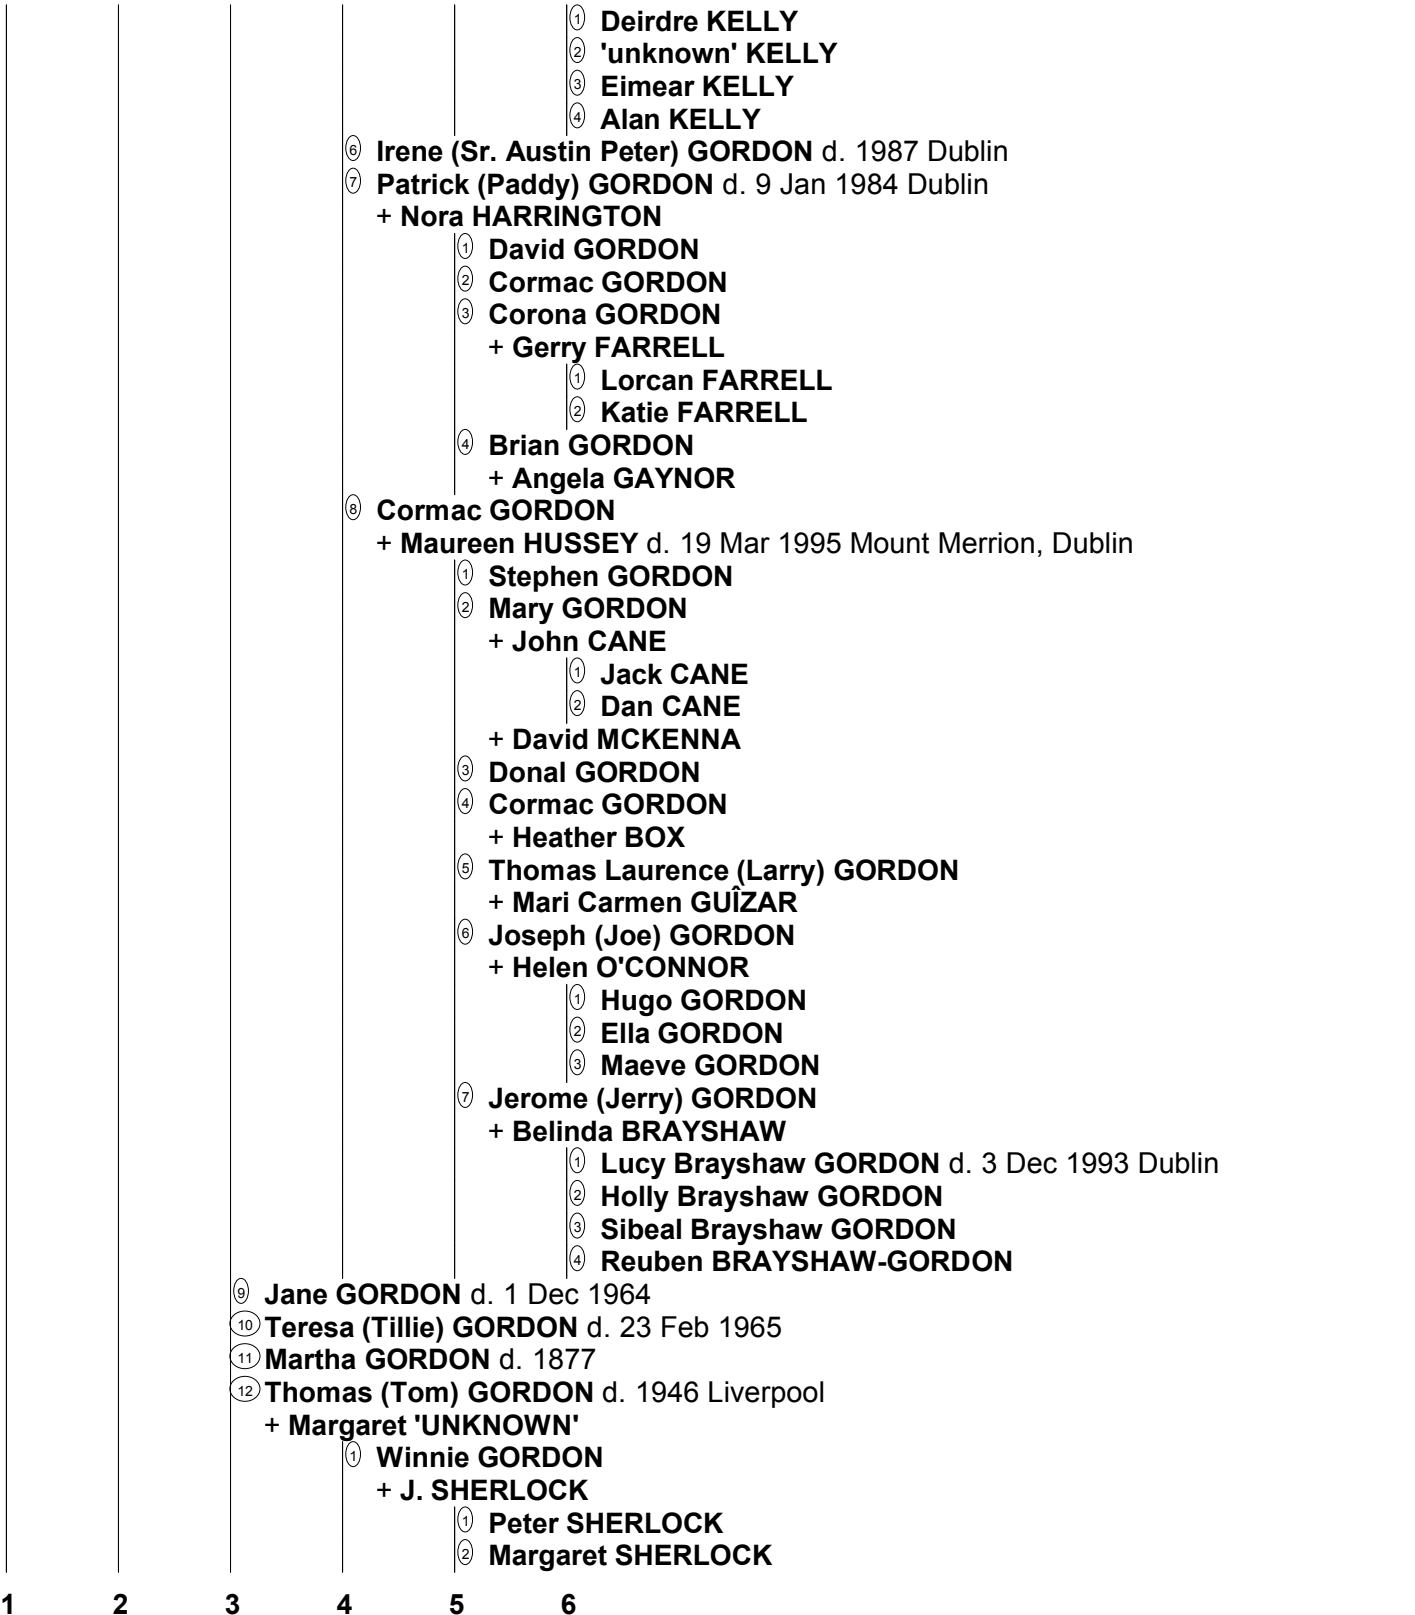 ① Deirdre KELLY
② 'unknown' KELLY
③ Eimear KELLY
④ Alan KELLY
⑥ Irene (Sr. Austin Peter) GORDON d. 1987 Dublin
⑦ Patrick (Paddy) GORDON d. 9 Jan 1984 Dublin
+ Nora HARRINGTON
① David GORDON
② Cormac GORDON
③ Corona GORDON
+ Gerry FARRELL
① Lorcan FARRELL
② Katie FARRELL
④ Brian GORDON
+ Angela GAYNOR
⑧ Cormac GORDON
+ Maureen HUSSEY d. 19 Mar 1995 Mount Merrion, Dublin
① Stephen GORDON
② Mary GORDON
+ John CANE
① Jack CANE
② Dan CANE
+ David MCKENNA
③ Donal GORDON
④ Cormac GORDON
+ Heather BOX
⑤ Thomas Laurence (Larry) GORDON
+ Mari Carmen GUÎZAR
⑥ Joseph (Joe) GORDON
+ Helen O'CONNOR
① Hugo GORDON
② Ella GORDON
③ Maeve GORDON
⑦ Jerome (Jerry) GORDON
+ Belinda BRAYSHAW
① Lucy Brayshaw GORDON d. 3 Dec 1993 Dublin
② Holly Brayshaw GORDON
③ Sibeal Brayshaw GORDON
④ Reuben BRAYSHAW-GORDON
⑨ Jane GORDON d. 1 Dec 1964
⑩ Teresa (Tillie) GORDON d. 23 Feb 1965
⑪ Martha GORDON d. 1877
⑫ Thomas (Tom) GORDON d. 1946 Liverpool
+ Margaret 'UNKNOWN'
① Winnie GORDON
+ J. SHERLOCK
① Peter SHERLOCK
② Margaret SHERLOCK
1 2 3 4 5 6